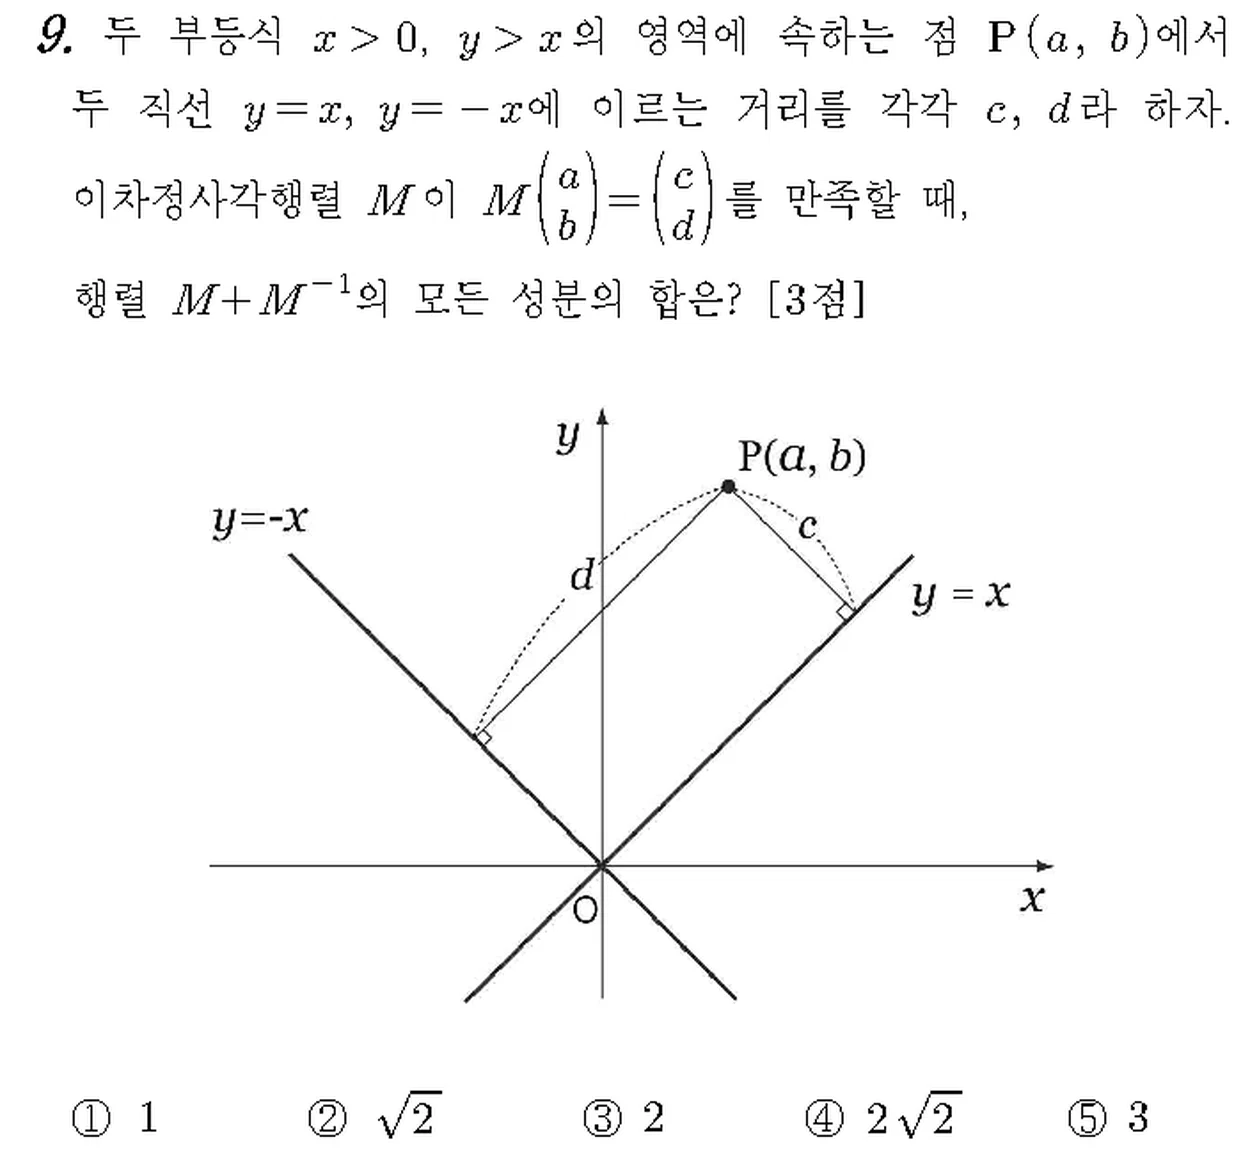 9. 두 부등식 x > 0, y > x의 영역에 속하는 점 P(a, b)에서
두 직선 y = x, y = - x에 이르는 거리를 각각 c, d라 하자.
이차정사각행렬 M이 M(a b) = (c d)를 만족할 때,
행렬 M + M⁻¹의 모든 성분의 합은? [3점]
y
P(a, b)
y=-x
c
d
y = x
O
x
① 1 ② √2 ③ 2 ④ 2√2 ⑤ 3